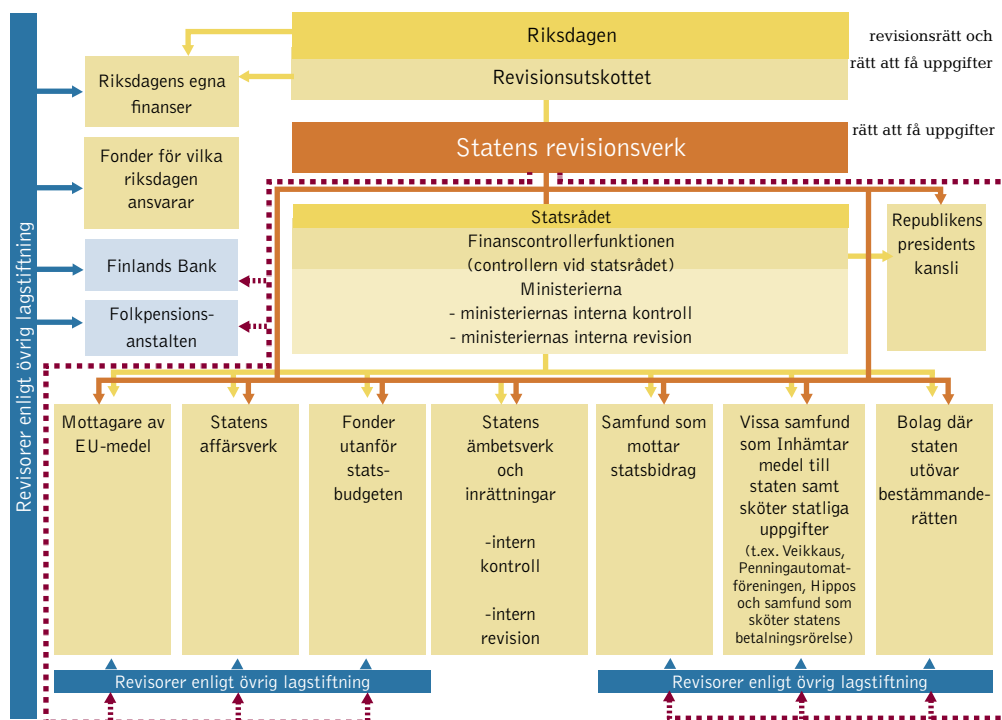 Riksdagen
Revisionsutskottet
revisionsrätt och
rätt att få uppgifter
rätt att få uppgifter
Statens revisionsverk
Revisorer enligt övrig lagstiftning
Riksdagens egna
finanser
Fonder för vilka
riksdagen
ansvarar
Finlands Bank
Folkpensions-
anstalten
Statsrådet
Finanscontrollerfunktionen
(controllern vid statsrådet)
Ministerierna
- ministeriernas interna kontroll
- ministeriernas interna revision
Republikens
presidents
kansli
Mottagare av
EU-medel
Statens
affärsverk
Fonder
utanför
stats-
budgeten
Statens
ämbetsverk
och
inrättningar
-intern
kontroll
-intern
revision
Samfund som
mottar
statsbidrag
Vissa samfund
som Inhämtar
medel till
staten samt
sköter statliga
uppgifter
(t.ex. Veikkaus,
Penningautomat-
föreningen, Hippos
och samfund som
sköter statens
betalningsrörelse)
Bolag där
staten
utövar
bestämmande-
rätten
Revisorer enligt övrig lagstiftning
Revisorer enligt övrig lagstiftning